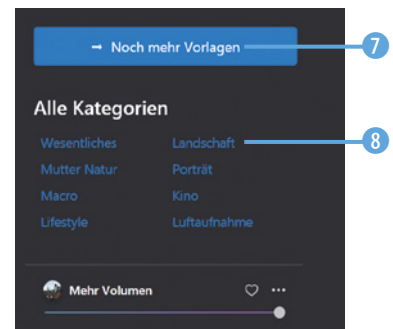 → Noch mehr Vorlagen 7
Alle Kategorien
Wesentliches Landschaft 8
Mutter Natur Porträt
Macro Kino
Lifestyle Luftaufnahme
Mehr Volumen ...